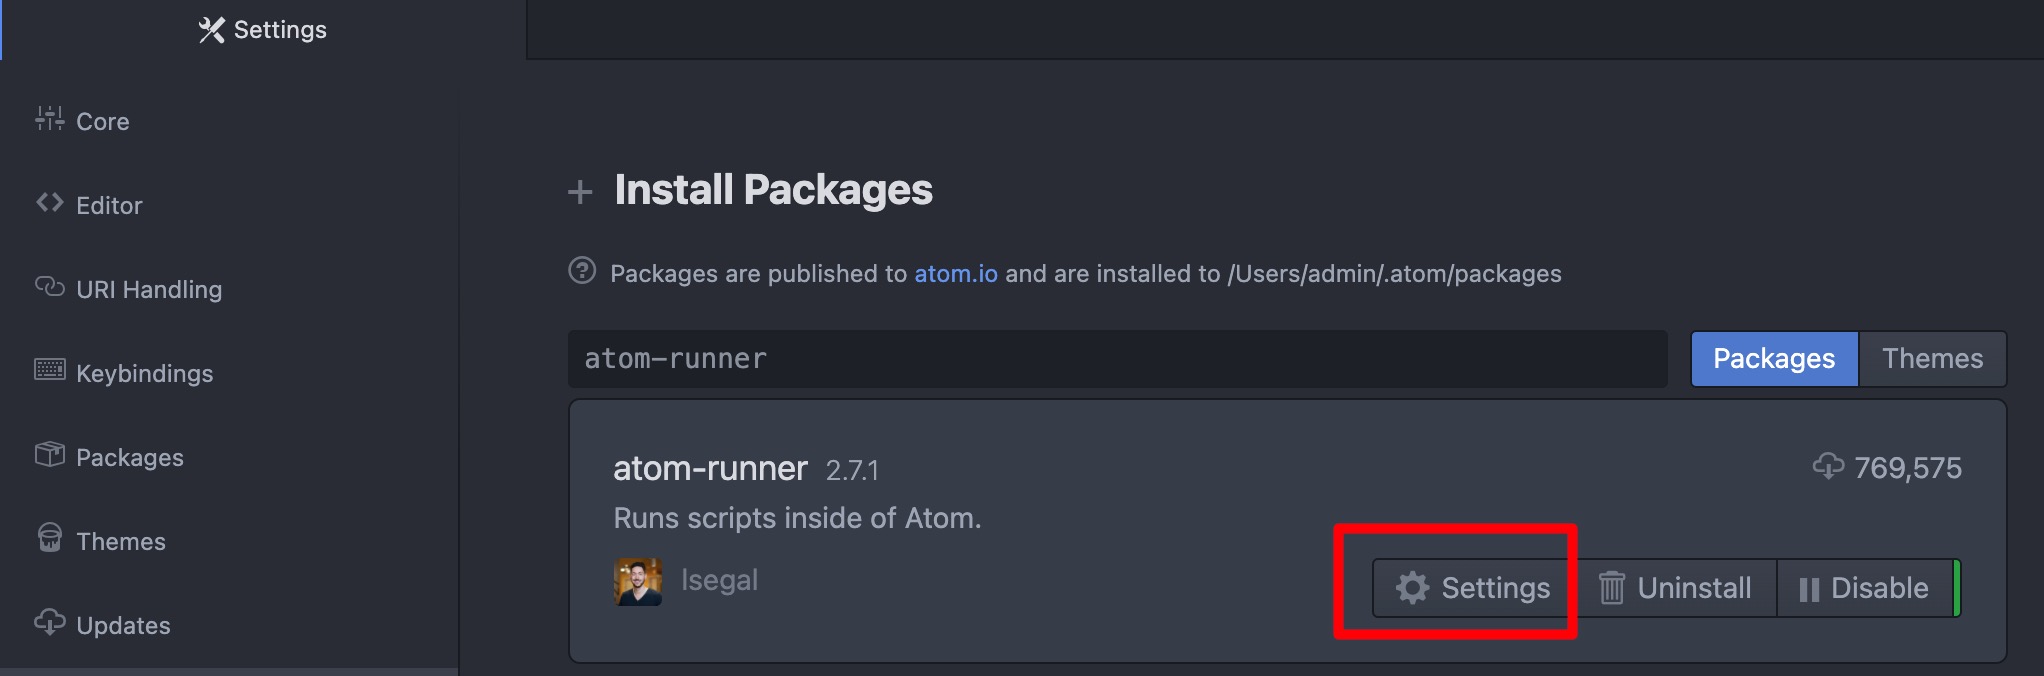 Settings
Core
Editor
URI Handling
Keybindings
Packages
Themes
Updates
Install Packages
Packages are published to atom.io and are installed to /Users/admin/.atom/packages
atom-runner
Packages Themes
atom-runner 2.7.1 769,575
Runs scripts inside of Atom.
lsegal
Settings Uninstall Disable